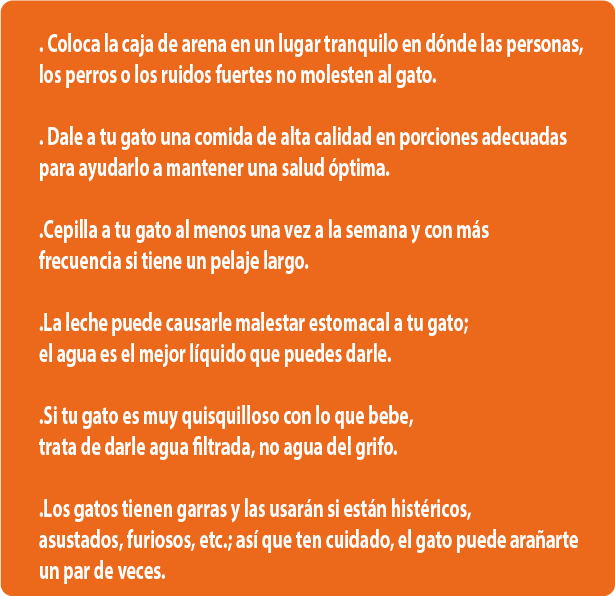 . Coloca la caja de arena en un lugar tranquilo en dónde las personas,
los perros o los ruidos fuertes no molesten al gato.
. Dale a tu gato una comida de alta calidad en porciones adecuadas
para ayudarlo a mantener una salud óptima.
.Cepilla a tu gato al menos una vez a la semana y con más
frecuencia si tiene un pelaje largo.
.La leche puede causarle malestar estomacal a tu gato;
el agua es el mejor líquido que puedes darle.
.Si tu gato es muy quisquilloso con lo que bebe,
trata de darle agua filtrada, no agua del grifo.
.Los gatos tienen garras y las usarán si están histéricos,
asustados, furiosos, etc.; así que ten cuidado, el gato puede arañarte
un par de veces.